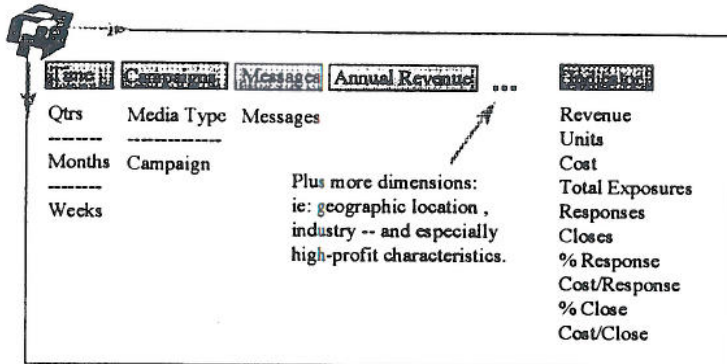 Time Campaigns Messages Annual Revenue ...
Qtrs Media Type Messages Revenue
Units
Months Campaign Cost
Plus more dimensions: Total Exposures
Weeks ie: geographic location , Responses
industry -- and especially Closes
high-profit characteristics. % Response
Cost/Response
% Close
Cost/Close